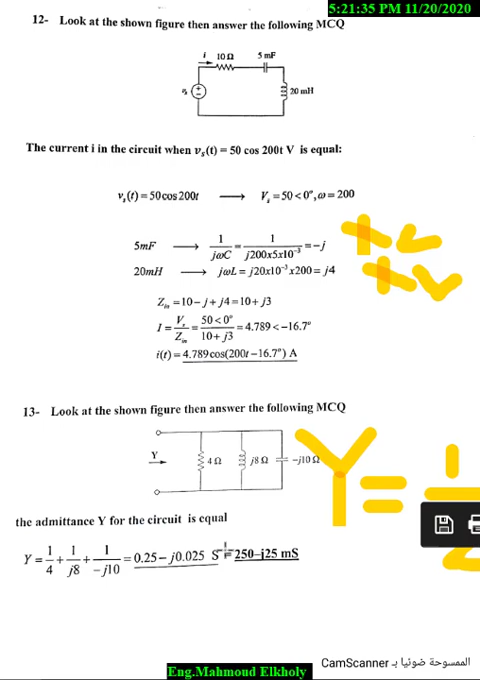 5:21:35 PM 11/20/2020
12- Look at the shown figure then answer the following MCQ
i 10 Ω 5 mF
20 mH
The current i in the circuit when vₛ(t) = 50 cos 200t V is equal:
vₛ(t) = 50cos200t ⟶ Vₛ = 50 < 0°, ω = 200
5mF ⟶ 1/jωC = 1/j200x5x10⁻³ = -j
20mH ⟶ jωL = j20x10⁻³x200 = j4
Zᵢₙ = 10 - j + j4 = 10 + j3
I = Vₛ/Zᵢₙ = 50 < 0°/10 + j3 = 4.789 < -16.7°
i(t) = 4.789cos(200t - 16.7°) A
13- Look at the shown figure then answer the following MCQ
Y 4 Ω j8 Ω -j10 Ω
Y = 1
the admittance Y for the circuit is equal
Y = 1/4 + 1/j8 + 1/-j10 = 0.25 - j0.025 S = 250-j25 mS
الممسوحة ضوئيا بـ CamScanner
Eng.Mahmoud Elkholy